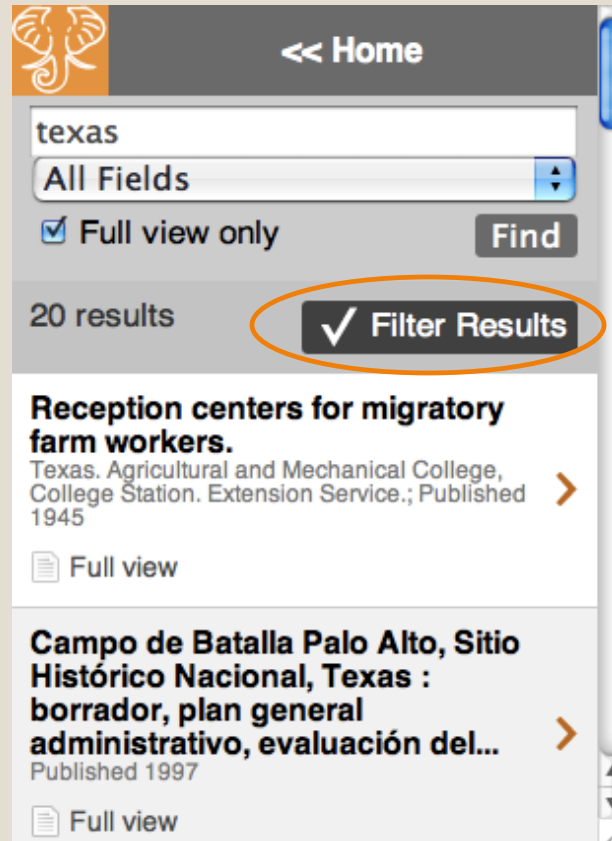 << Home
texas
All Fields
Full view only
Find
20 results
Filter Results
Reception centers for migratory
farm workers.
Texas. Agricultural and Mechanical College,
College Station. Extension Service.; Published
1945
Full view
Campo de Batalla Palo Alto, Sitio
Histórico Nacional, Texas :
borrador, plan general
administrativo, evaluación del...
Published 1997
Full view